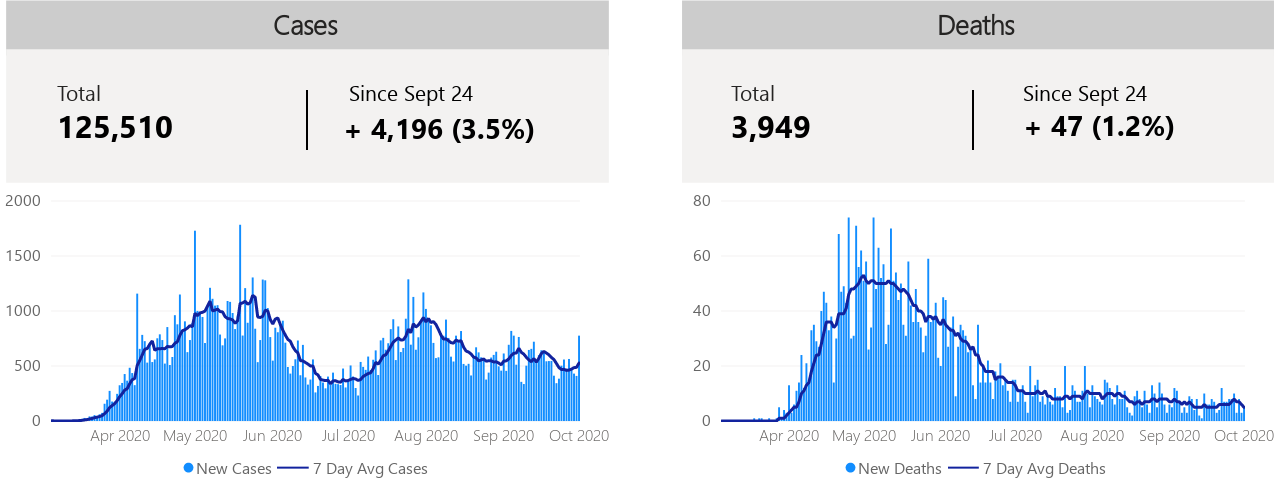 Cases
Total
125,510
Since Sept 24
+ 4,196 (3.5%)
2000
1500
1000
500
0
Apr 2020 May 2020 Jun 2020 Jul 2020 Aug 2020 Sep 2020 Oct 2020
New Cases 7 Day Avg Cases
Deaths
Total
3,949
Since Sept 24
+ 47 (1.2%)
80
60
40
20
0
Apr 2020 May 2020 Jun 2020 Jul 2020 Aug 2020 Sep 2020 Oct 2020
New Deaths 7 Day Avg Deaths